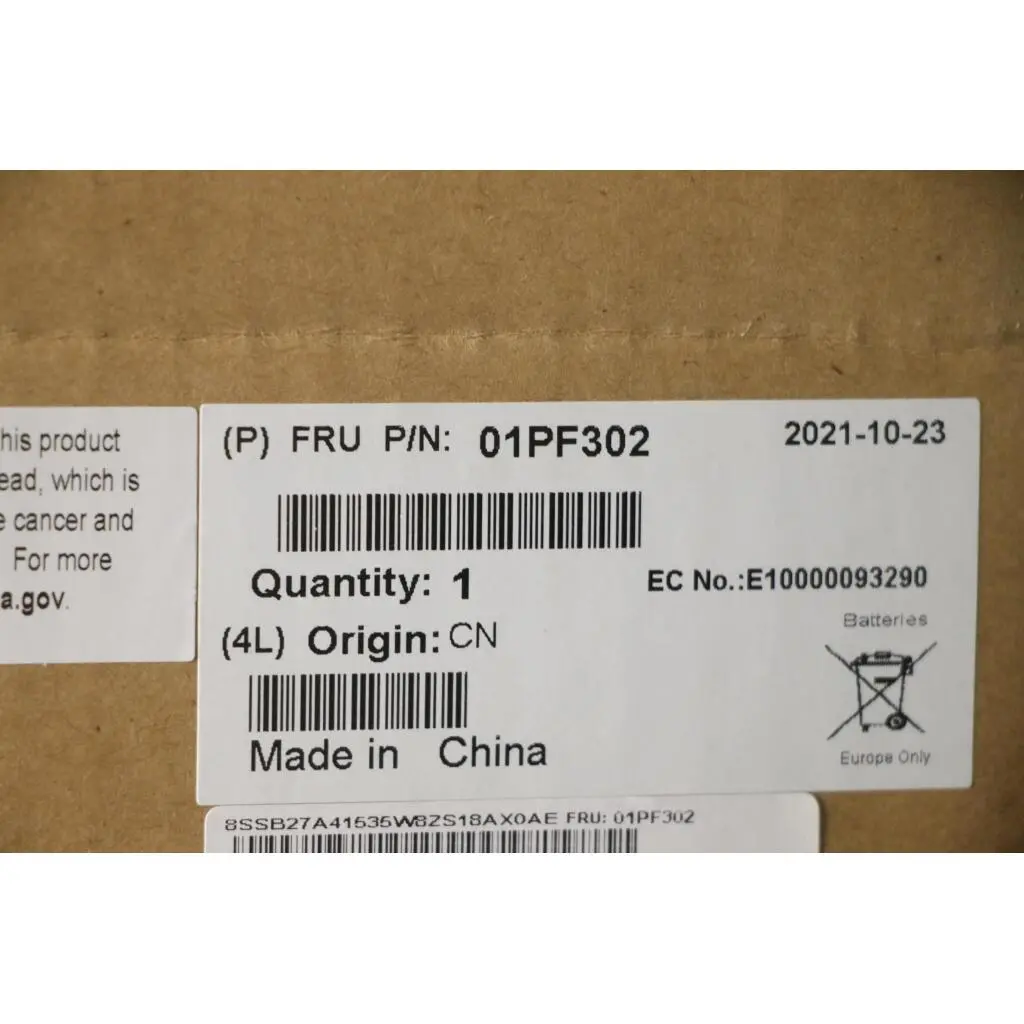 his product
ead, which is
e cancer and
For more
a.gov.
(P) FRU P/N: 01PF302
2021-10-23
Quantity: 1
EC No.:E10000093290
(4L) Origin: CN
Batteries
Made in China
Europe Only
8SSB27A41535W8ZS18AX0AE FRU: 01PF302